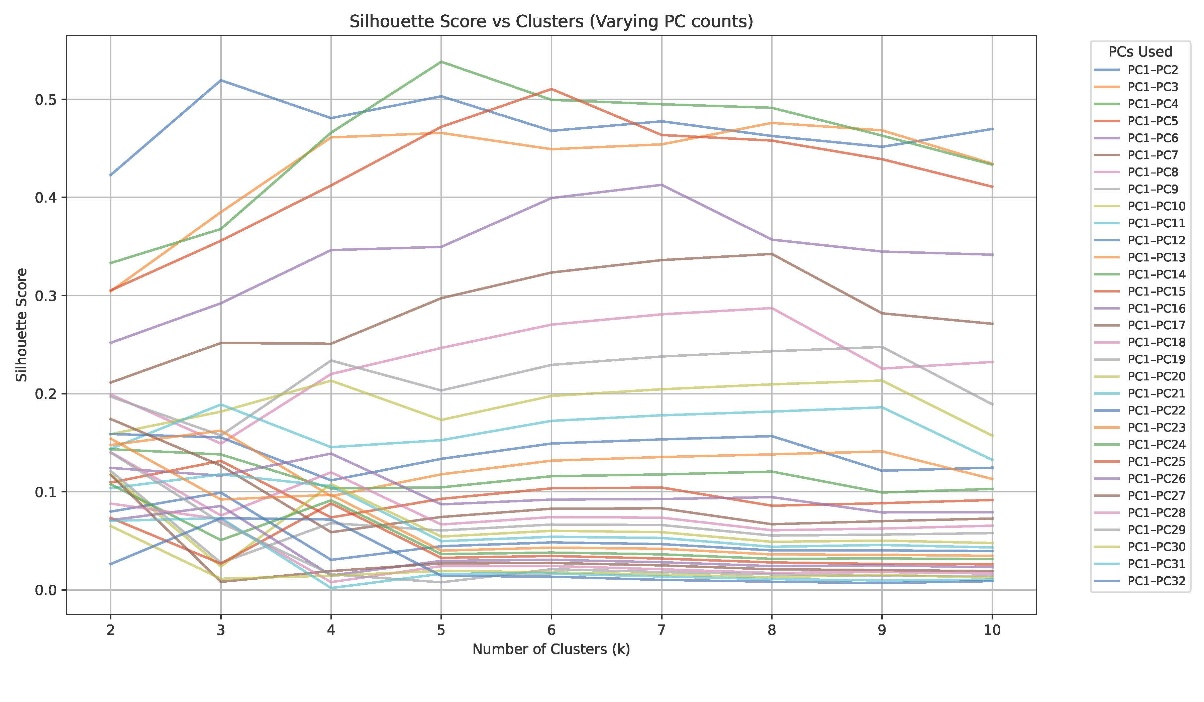 Silhouette Score vs Clusters (Varying PC counts)
Silhouette Score
0.5
0.4
0.3
0.2
0.1
0.0
2 3 4 5 6 7 8 9 10
Number of Clusters (k)
PCs Used
PC1–PC2
PC1–PC3
PC1–PC4
PC1–PC5
PC1–PC6
PC1–PC7
PC1–PC8
PC1–PC9
PC1–PC10
PC1–PC11
PC1–PC12
PC1–PC13
PC1–PC14
PC1–PC15
PC1–PC16
PC1–PC17
PC1–PC18
PC1–PC19
PC1–PC20
PC1–PC21
PC1–PC22
PC1–PC23
PC1–PC24
PC1–PC25
PC1–PC26
PC1–PC27
PC1–PC28
PC1–PC29
PC1–PC30
PC1–PC31
PC1–PC32